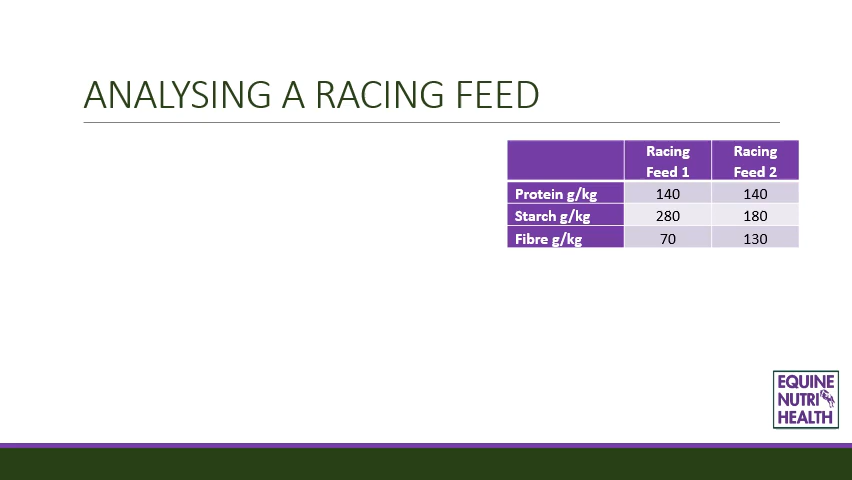 ANALYSING A RACING FEED
Racing Feed 1 Racing Feed 2
Protein g/kg 140 140
Starch g/kg 280 180
Fibre g/kg 70 130
EQUINE
NUTRI
HEALTH